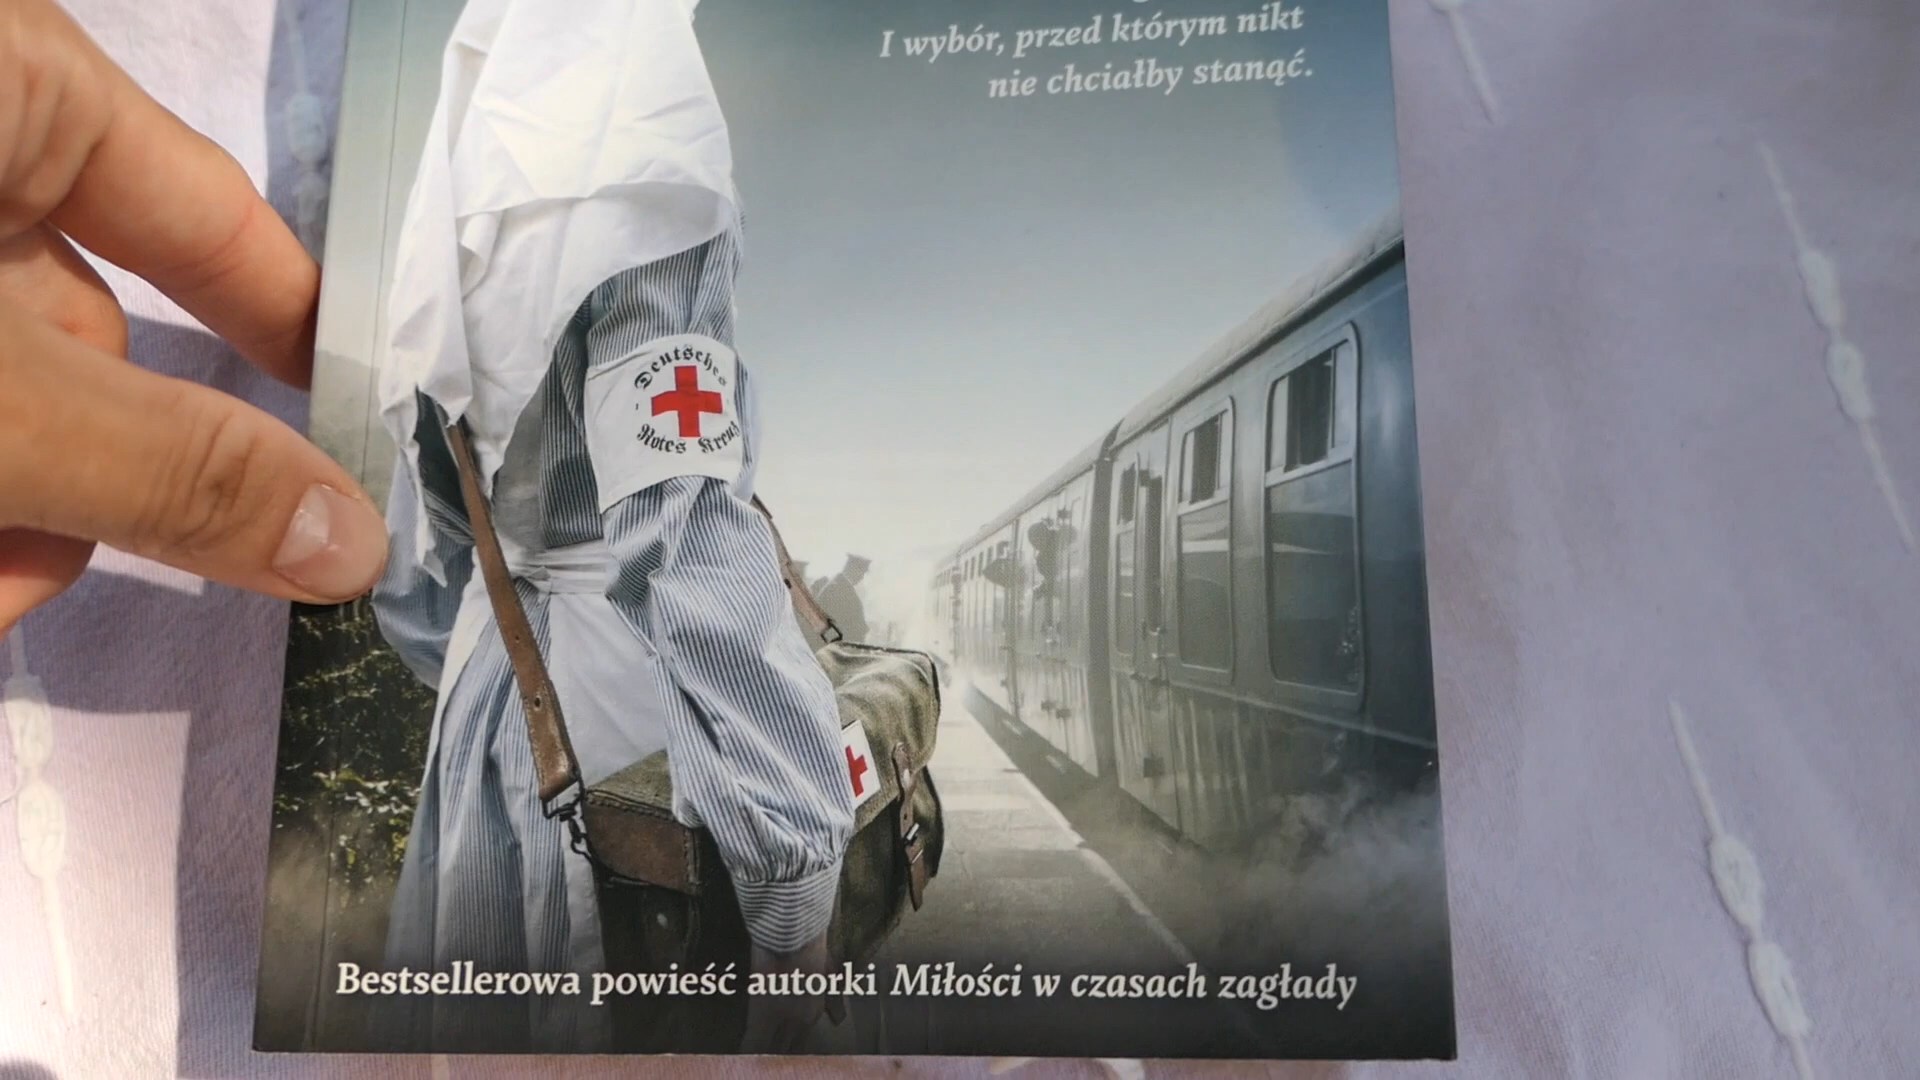 I wybór, przed którym nikt
nie chciałby stanąć.
Deutsches
Rotes Kreuz
Bestsellerowa powieść autorki Miłości w czasach zagłady